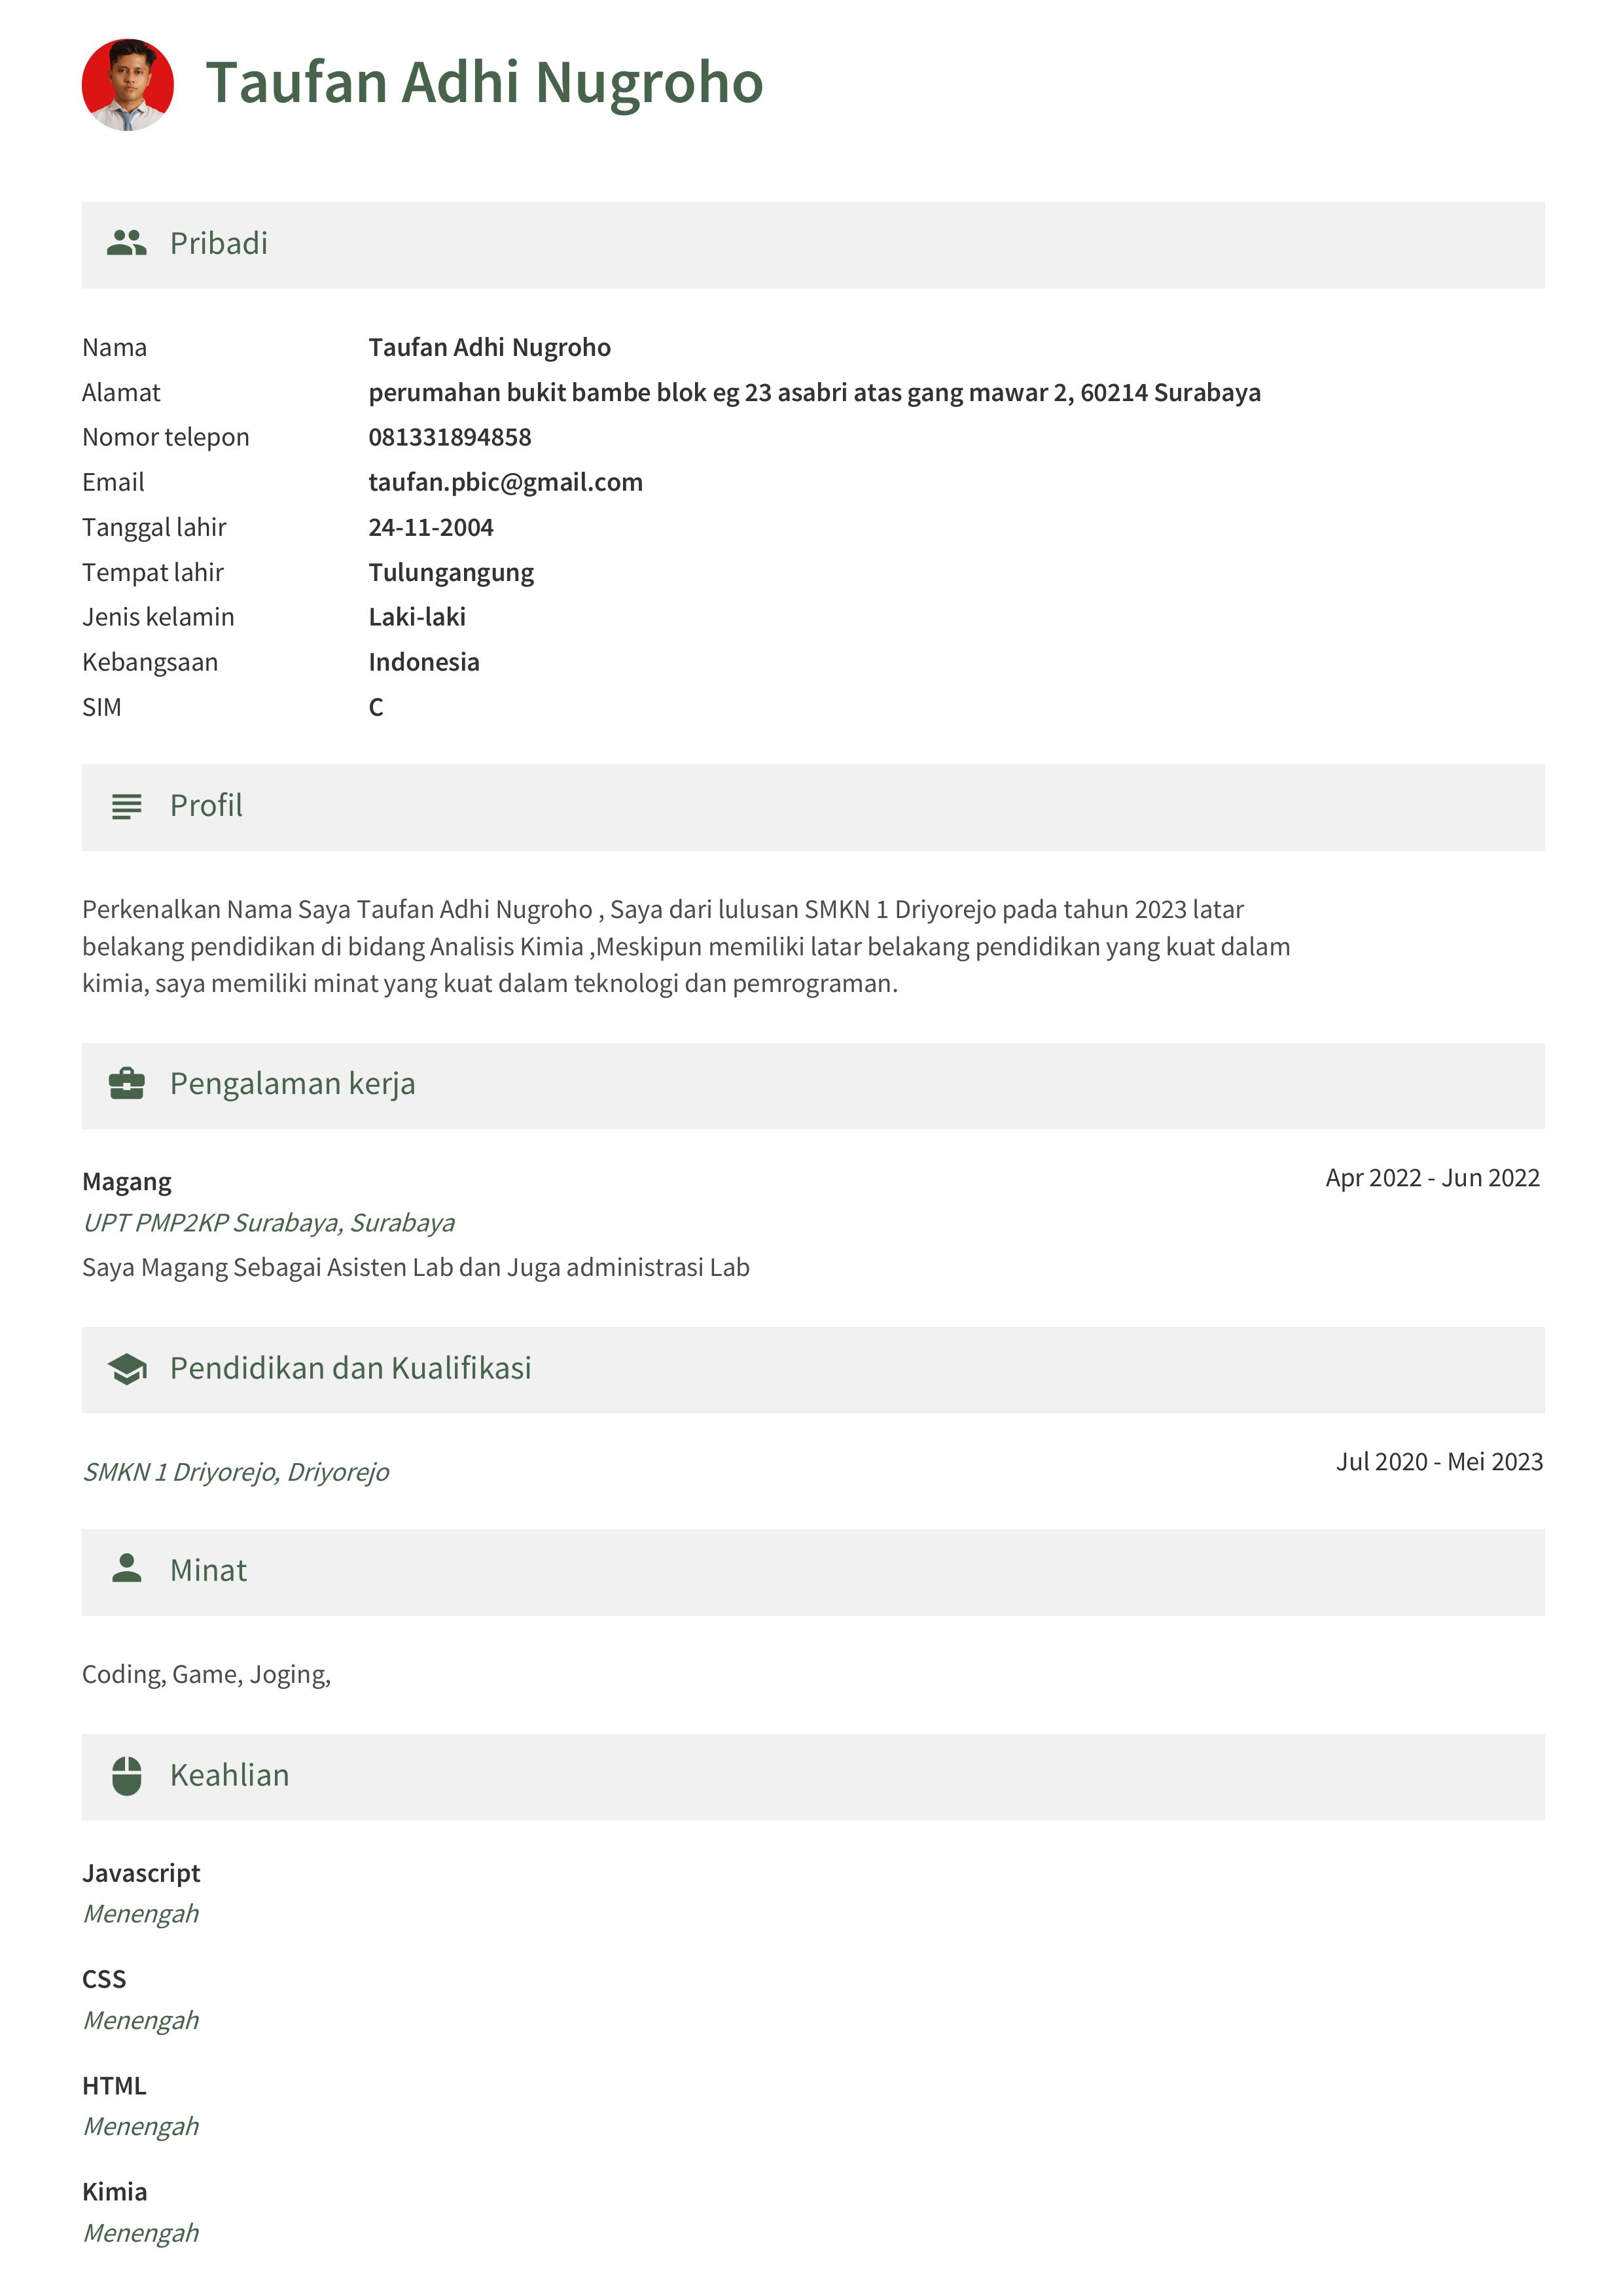 Taufan Adhi Nugroho
Pribadi
Nama Taufan Adhi Nugroho
Alamat perumahan bukit bambe blok eg 23 asabri atas gang mawar 2, 60214 Surabaya
Nomor telepon 081331894858
Email taufan.pbic@gmail.com
Tanggal lahir 24-11-2004
Tempat lahir Tulungangung
Jenis kelamin Laki-laki
Kebangsaan Indonesia
SIM C
Profil
Perkenalkan Nama Saya Taufan Adhi Nugroho , Saya dari lulusan SMKN 1 Driyorejo pada tahun 2023 latar
belakang pendidikan di bidang Analisis Kimia ,Meskipun memiliki latar belakang pendidikan yang kuat dalam
kimia, saya memiliki minat yang kuat dalam teknologi dan pemrograman.
Pengalaman kerja
Magang Apr 2022 - Jun 2022
UPT PMP2KP Surabaya, Surabaya
Saya Magang Sebagai Asisten Lab dan Juga administrasi Lab
Pendidikan dan Kualifikasi
SMKN 1 Driyorejo, Driyorejo Jul 2020 - Mei 2023
Minat
Coding, Game, Joging,
Keahlian
Javascript
Menengah
CSS
Menengah
HTML
Menengah
Kimia
Menengah